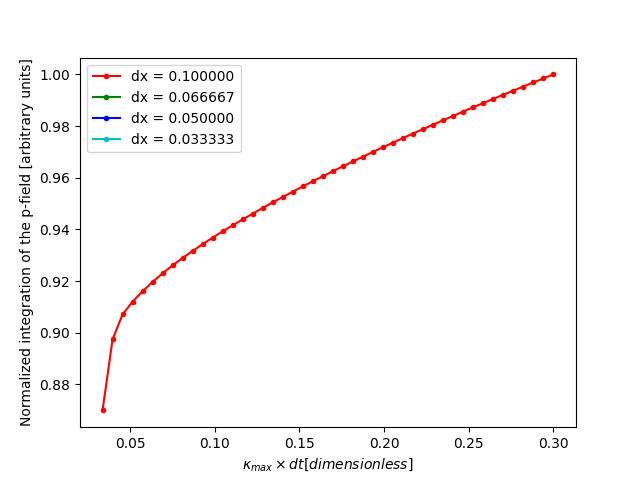 dx = 0.100000
dx = 0.066667
dx = 0.050000
dx = 0.033333
Normalized integration of the p-field [arbitrary units]
1.00
0.98
0.96
0.94
0.92
0.90
0.88
0.05 0.10 0.15 0.20 0.25 0.30
κmax × dt[dimensionless]